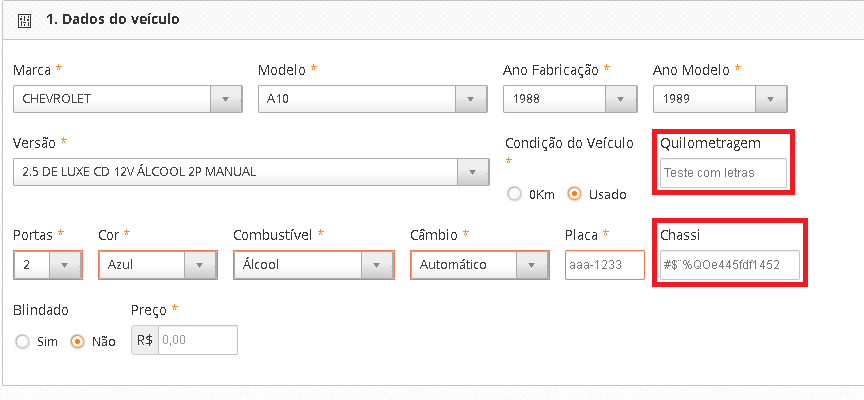 1. Dados do veículo
Marca * Modelo * Ano Fabricação * Ano Modelo *
CHEVROLET A10 1988 1989
Versão * Condição do Veículo * Quilometragem
2.5 DE LUXE CD 12V ÁLCOOL 2P MANUAL 0Km Usado Teste com letras
Portas * Cor * Combustível * Câmbio * Placa * Chassi
2 Azul Álcool Automático aaa-1233 #$¨%QOe445fdf1452
Blindado Preço *
Sim Não R$ 0,00